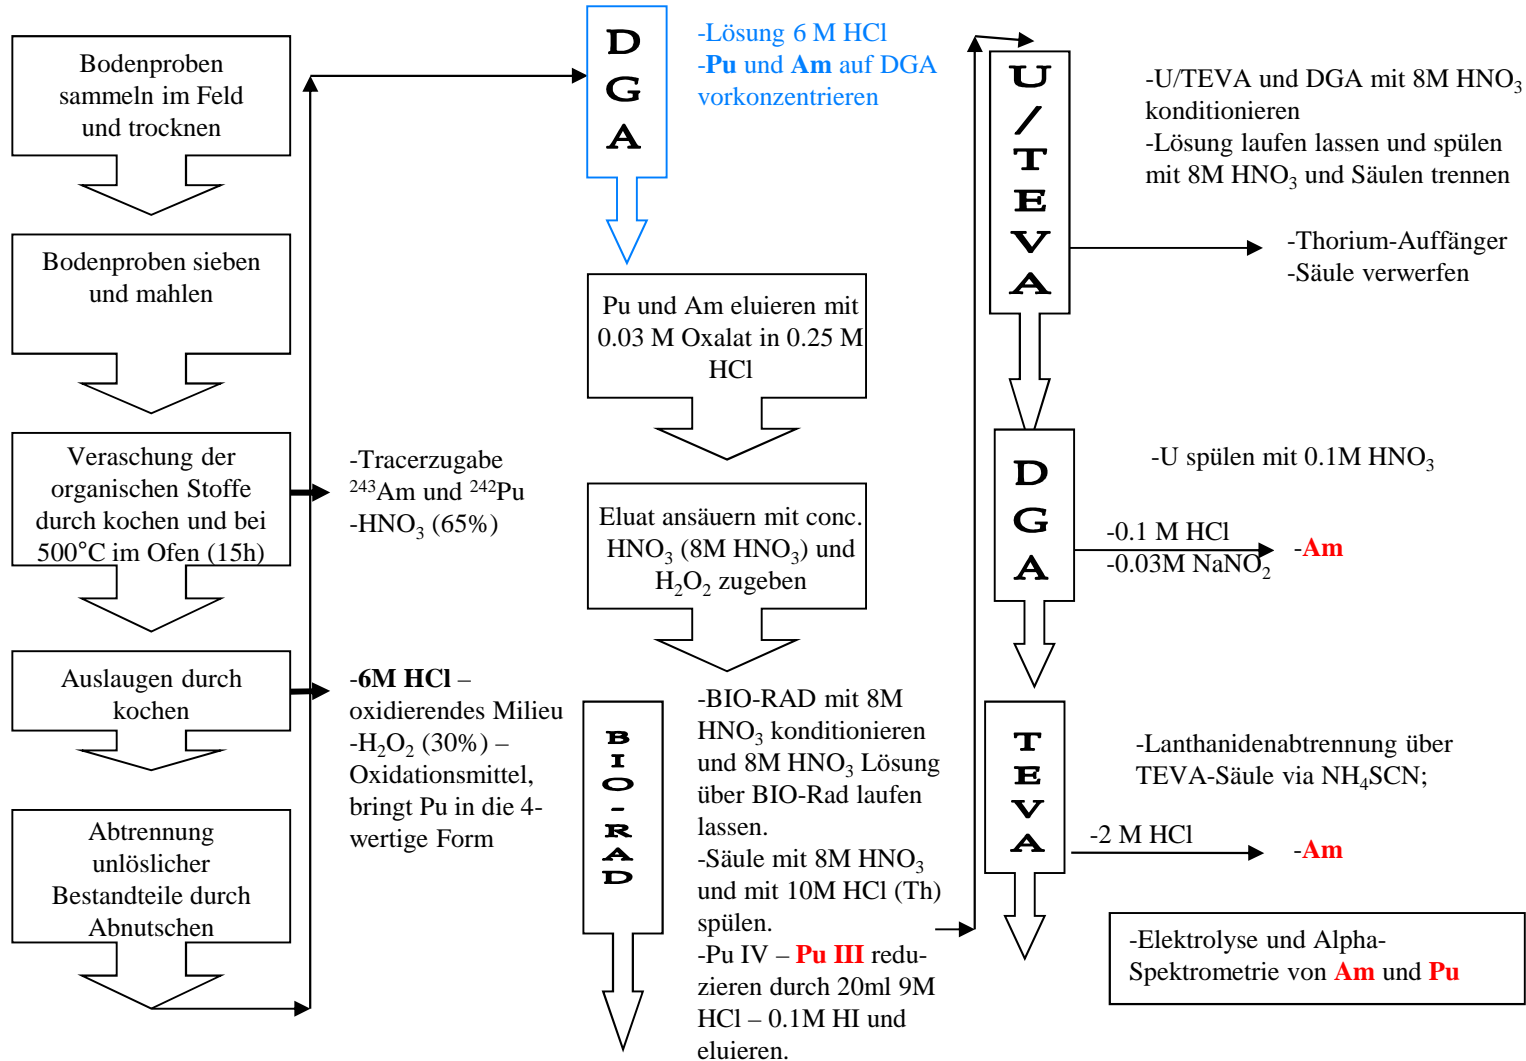 Bodenproben
sammeln im Feld
und trocknen
Bodenproben sieben
und mahlen
Veraschung der
organischen Stoffe
durch kochen und bei
500°C im Ofen (15h)
-Tracerzugabe
²⁴³Am und ²⁴²Pu
-HNO₃ (65%)
Auslaugen durch
kochen
-6M HCl –
oxidierendes Milieu
-H₂O₂ (30%) –
Oxidationsmittel,
bringt Pu in die 4-
wertige Form
Abtrennung
unlöslicher
Bestandteile durch
Abnutschen
DGA
-Lösung 6 M HCl
-Pu und Am auf DGA
vorkonzentrieren
Pu und Am eluieren mit
0.03 M Oxalat in 0.25 M
HCl
Eluat ansäuern mit conc.
HNO₃ (8M HNO₃) und
H₂O₂ zugeben
BIO-RAD
-BIO-RAD mit 8M
HNO₃ konditionieren
und 8M HNO₃ Lösung
über BIO-Rad laufen
lassen.
-Säule mit 8M HNO₃
und mit 10M HCl (Th)
spülen.
-Pu IV – Pu III redu-
zieren durch 20ml 9M
HCl – 0.1M HI und
eluieren.
U/TEVA
-U/TEVA und DGA mit 8M HNO₃
konditionieren
-Lösung laufen lassen und spülen
mit 8M HNO₃ und Säulen trennen
-Thorium-Auffänger
-Säule verwerfen
DGA
-U spülen mit 0.1M HNO₃
-0.1 M HCl
-0.03M NaNO₂
-Am
TEVA
-Lanthanidenabtrennung über
TEVA-Säule via NH₄SCN;
-2 M HCl
-Am
-Elektrolyse und Alpha-
Spektrometrie von Am und Pu